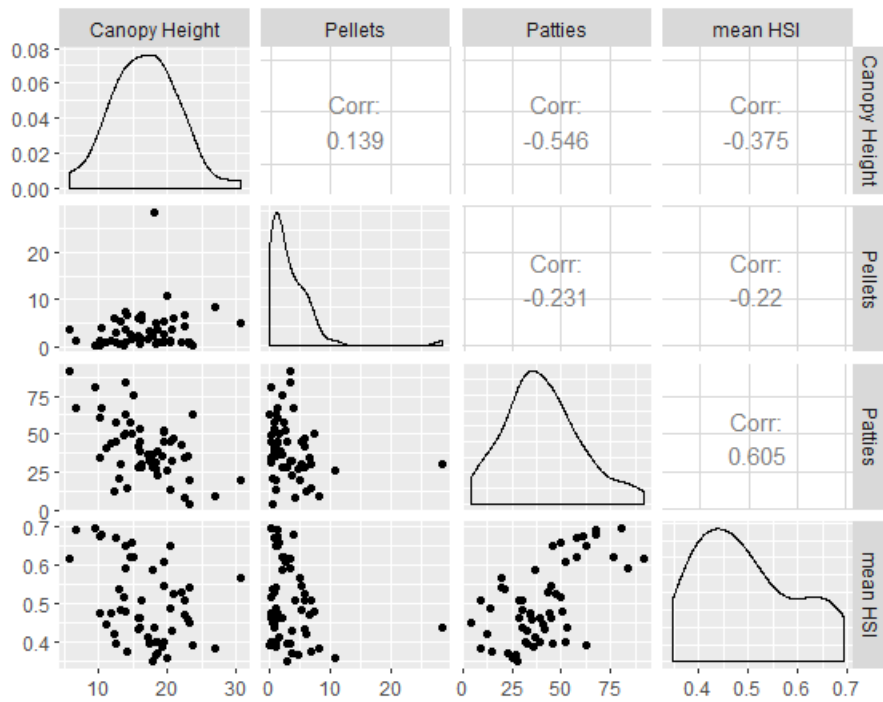 Canopy Height Pellets Patties mean HSI
0.08
0.06
0.04
0.02
0.00
Corr:
0.139
Corr:
-0.546
Corr:
-0.375
Canopy Height
20
10
0
Corr:
-0.231
Corr:
-0.22
Pellets
75
50
25
0
Corr:
0.605
Patties
0.7
0.6
0.5
0.4
mean HSI
10 20 30 0 10 20 0 25 50 75 0.4 0.5 0.6 0.7